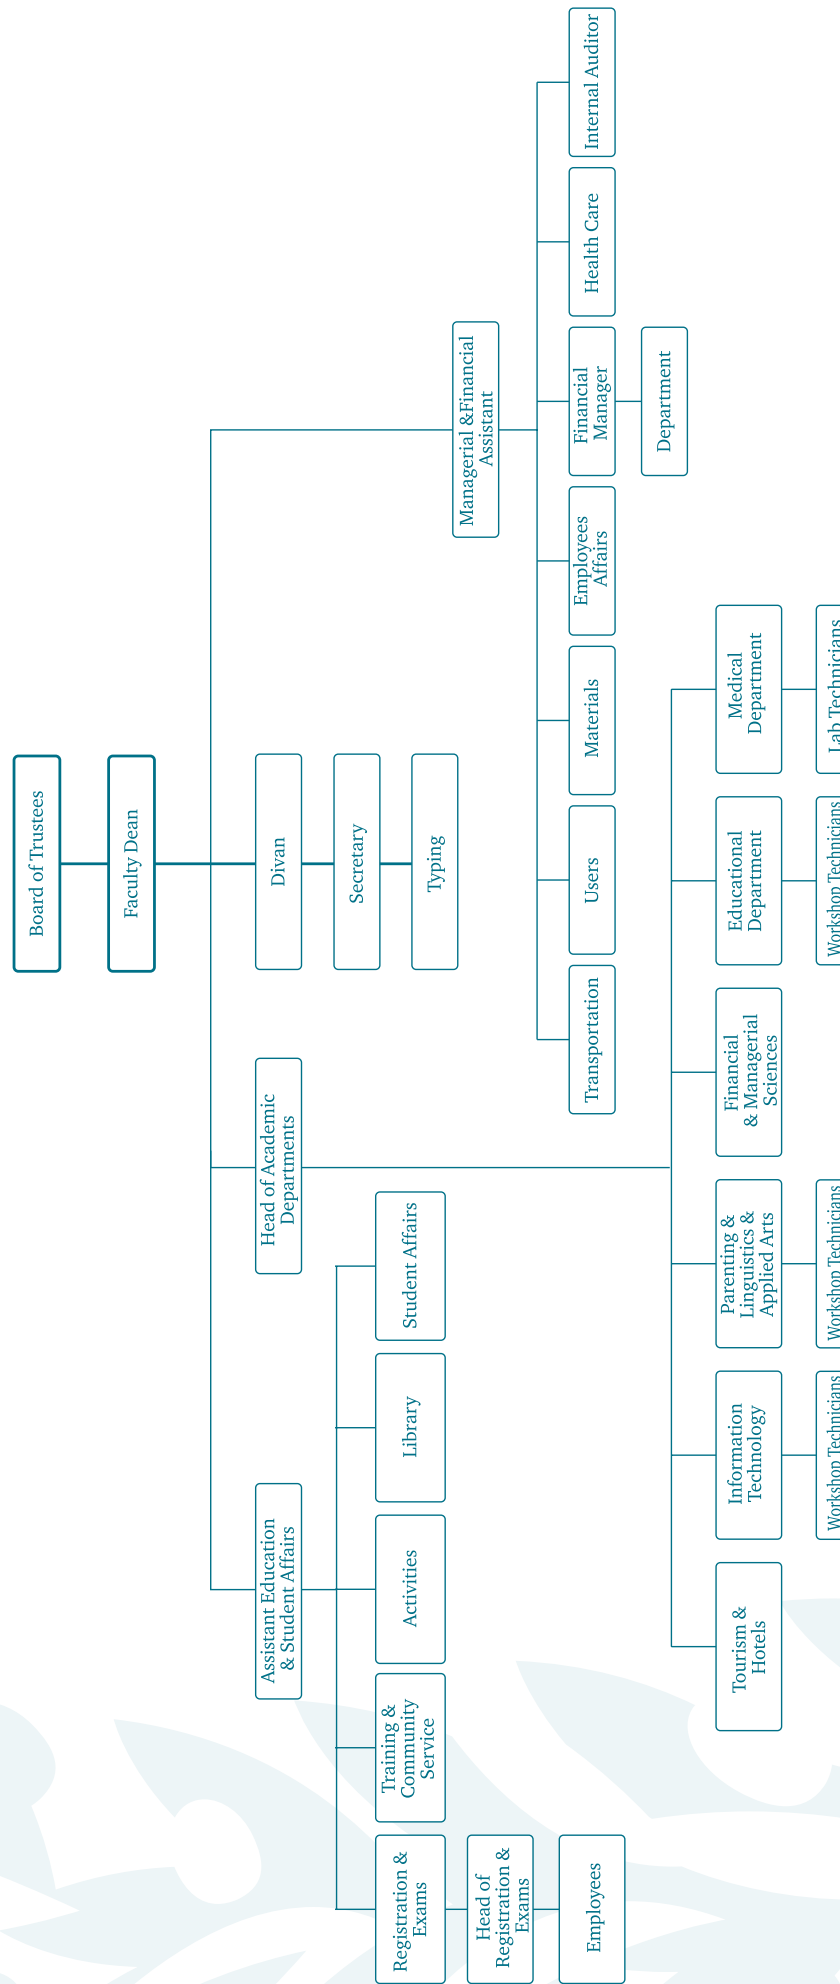 Board of Trustees
Faculty Dean
Divan
Secretary
Typing
Assistant Education
& Student Affairs
Registration &
Exams
Head of
Registration &
Exams
Employees
Training &
Community
Service
Activities
Library
Student Affairs
Head of Academic
Departments
Tourism &
Hotels
Information
Technology
Workshop Technicians
Parenting &
Linguistics &
Applied Arts
Workshop Technicians
Financial
& Managerial
Sciences
Educational
Department
Workshop Technicians
Medical
Department
Lab Technicians
Managerial &Financial
Assistant
Transportation
Users
Materials
Employees
Affairs
Financial
Manager
Department
Health Care
Internal Auditor